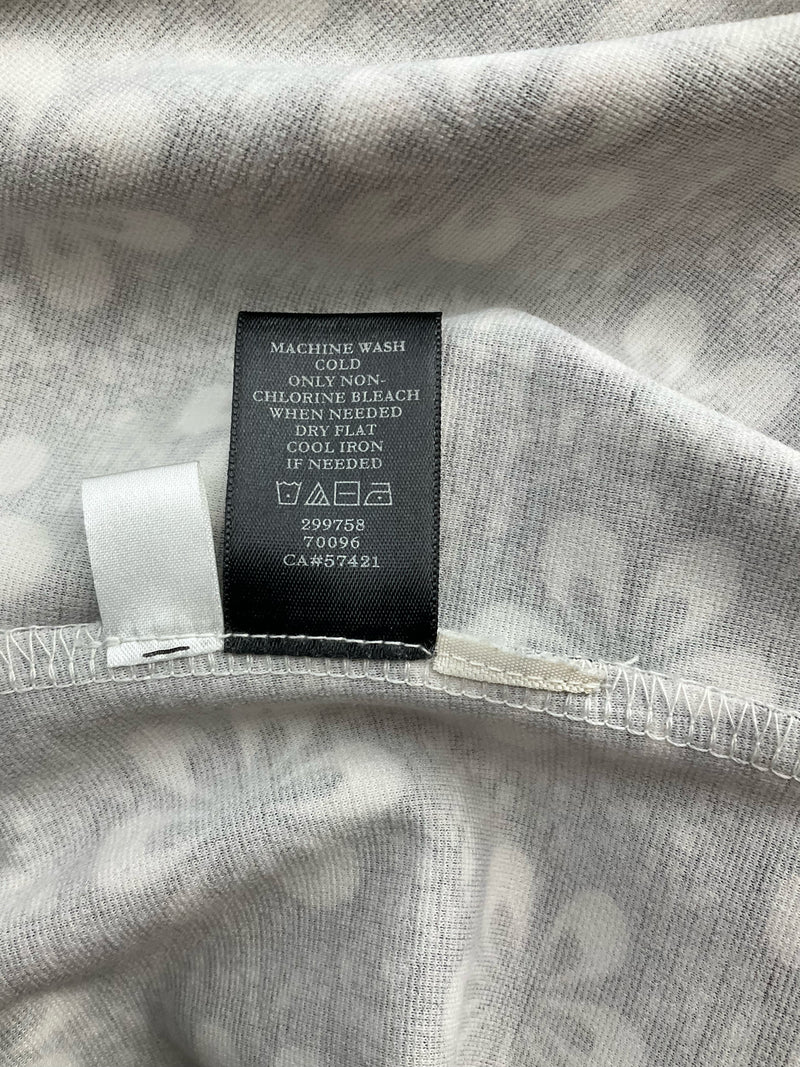 MACHINE WASH
COLD
ONLY NON-
CHLORINE BLEACH
WHEN NEEDED
DRY FLAT
COOL IRON
IF NEEDED
299758
70096
CA#57421